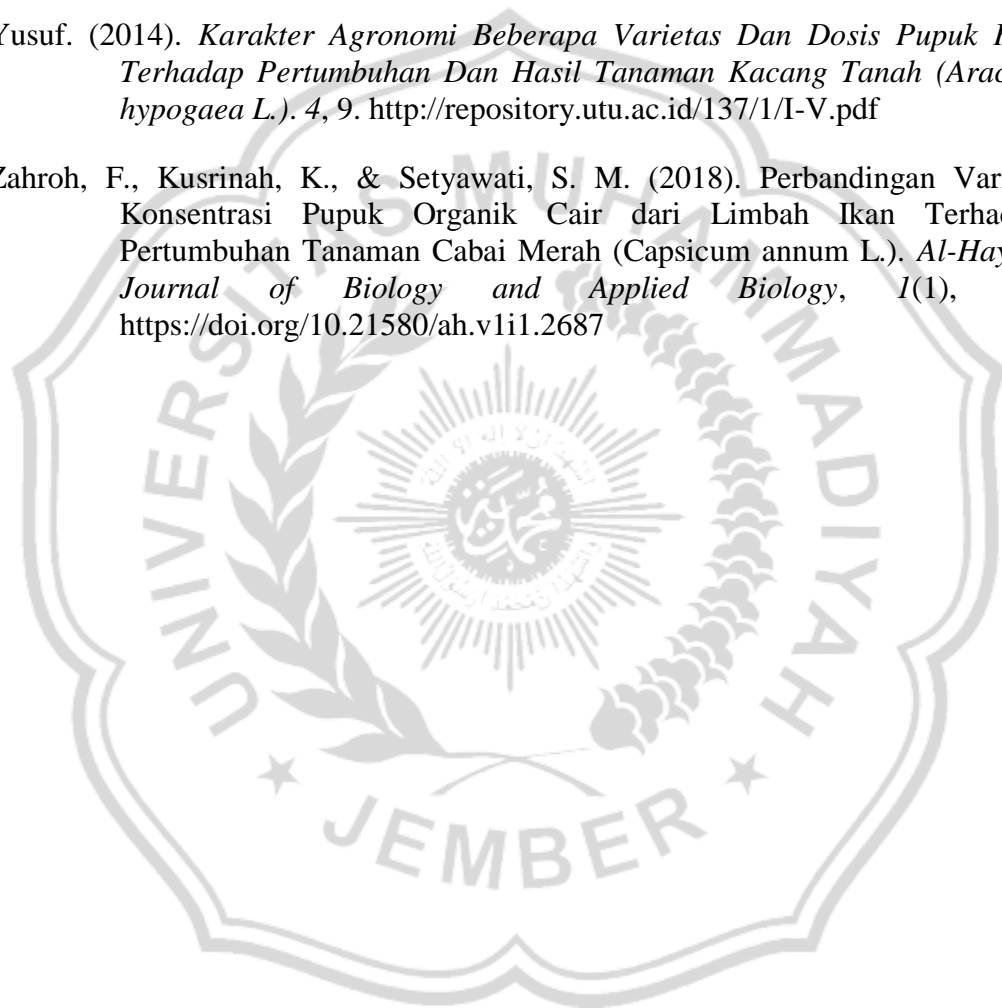 Yusuf. (2014). Karakter Agronomi Beberapa Varietas Dan Dosis Pupuk
Terhadap Pertumbuhan Dan Hasil Tanaman Kacang Tanah (Arac
hypogaea L.). 4, 9. http://repository.utu.ac.id/137/1/I-V.pdf
Zahroh, F., Kusrinah, K., & Setyawati, S. M. (2018). Perbandingan Vari
Konsentrasi Pupuk Organik Cair dari Limbah Ikan Terhad
Pertumbuhan Tanaman Cabai Merah (Capsicum annum L.). Al-Hay
Journal of Biology and Applied Biology, 1(1),
https://doi.org/10.21580/ah.v1i1.2687
UNIVERSITAS MUHAMMADIYAH
JEMBER